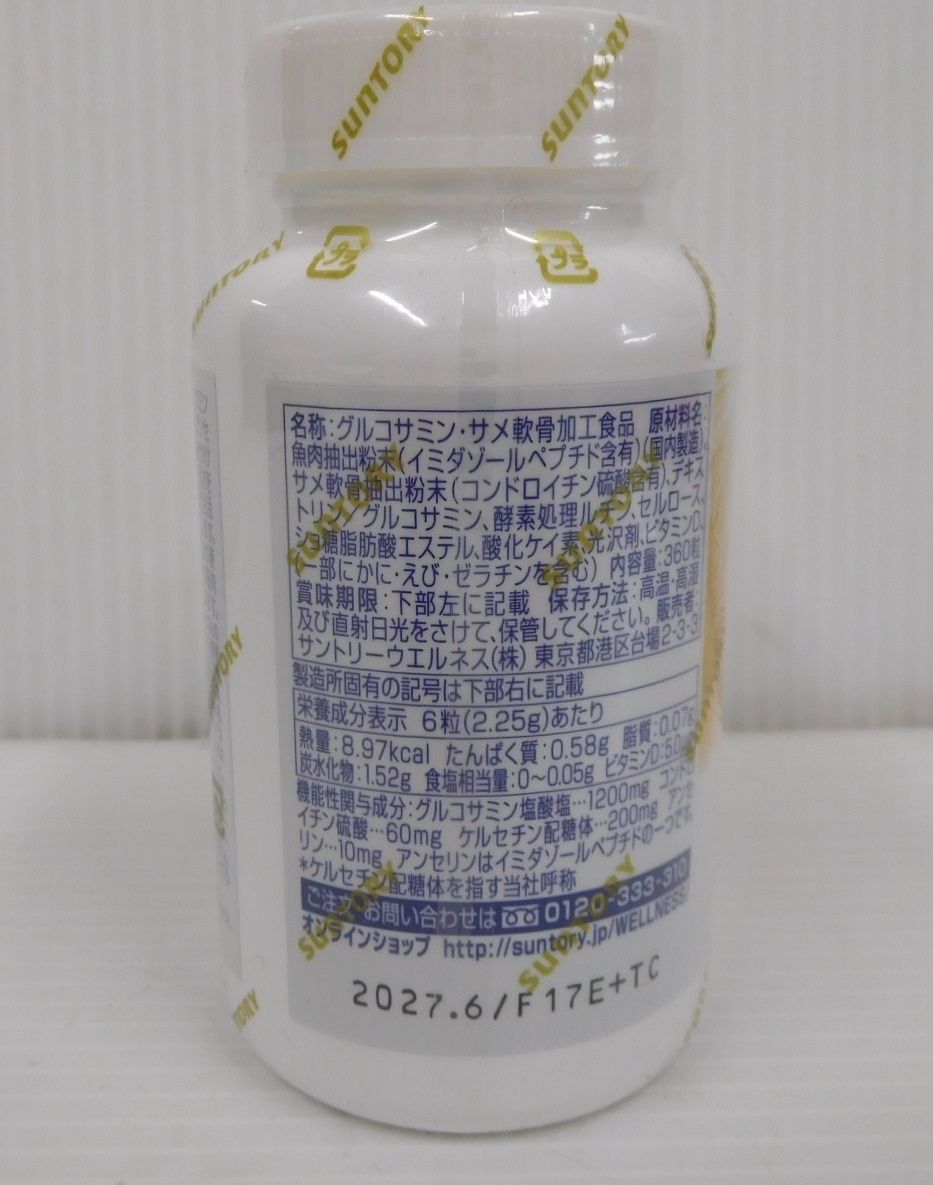 SUNTORY SUNTORY
プラ プラ
SUNTORY
名称:グルコサミン・サメ軟骨加工食品 原材料名:
魚肉抽出粉末(イミダゾールペプチド含有)(国内製造)、
サメ軟骨抽出粉末(コンドロイチン硫酸含有)、デキス
トリン/グルコサミン、酵素処理ルチン、セルロース、
ショ糖脂肪酸エステル、酸化ケイ素、光沢剤、ビタミンD、
(一部にかに・えび・ゼラチンを含む) 内容量:360粒
賞味期限:下部左に記載 保存方法:高温・高湿
及び直射日光をさけて、保管してください。 販売者:
サントリーウエルネス(株) 東京都港区台場2-3-3
製造所固有の記号は下部右に記載
栄養成分表示 6粒(2.25g)あたり
熱量:8.97kcal たんぱく質:0.58g 脂質:0.07g
炭水化物:1.52g 食塩相当量:0~0.05g ビタミンD:5.0
機能性関与成分:グルコサミン塩酸塩…1200mg コンドロ
イチン硫酸…60mg ケルセチン配糖体…200mg アンセ
リン…10mg アンセリンはイミダゾールペプチドの一つです。
*ケルセチン配糖体を指す当社呼称
ご注文・お問い合わせは 0120-333-310
オンラインショップ http://suntory.jp/WELLNESS/
2027.6/F17E+TC
SUNTORY
SUNTORY
SUNTORY
SUNTORY
SUNTORY